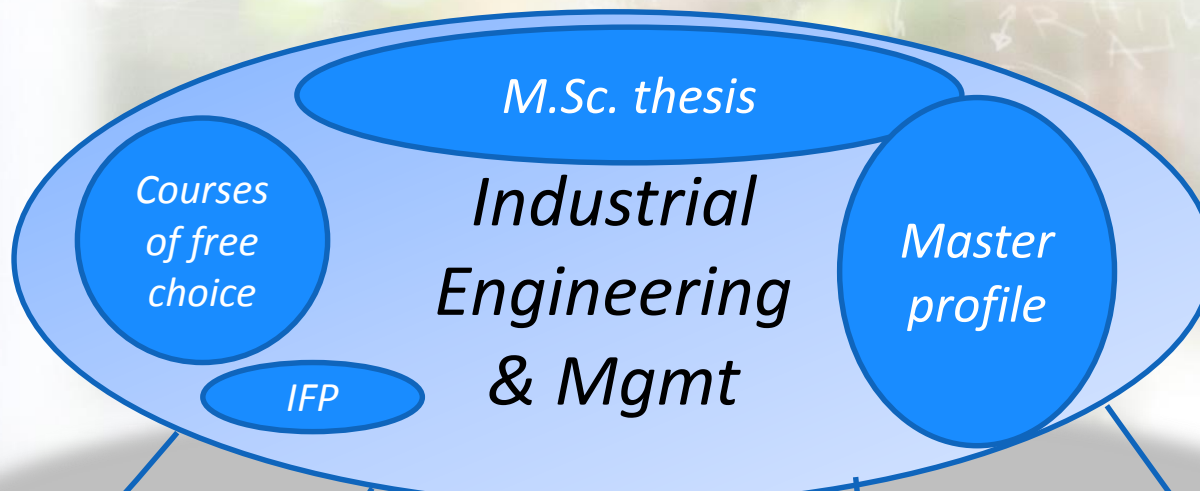 M.Sc. thesis
Courses
of free
choice
Industrial
Engineering
& Mgmt
Master
profile
IFP